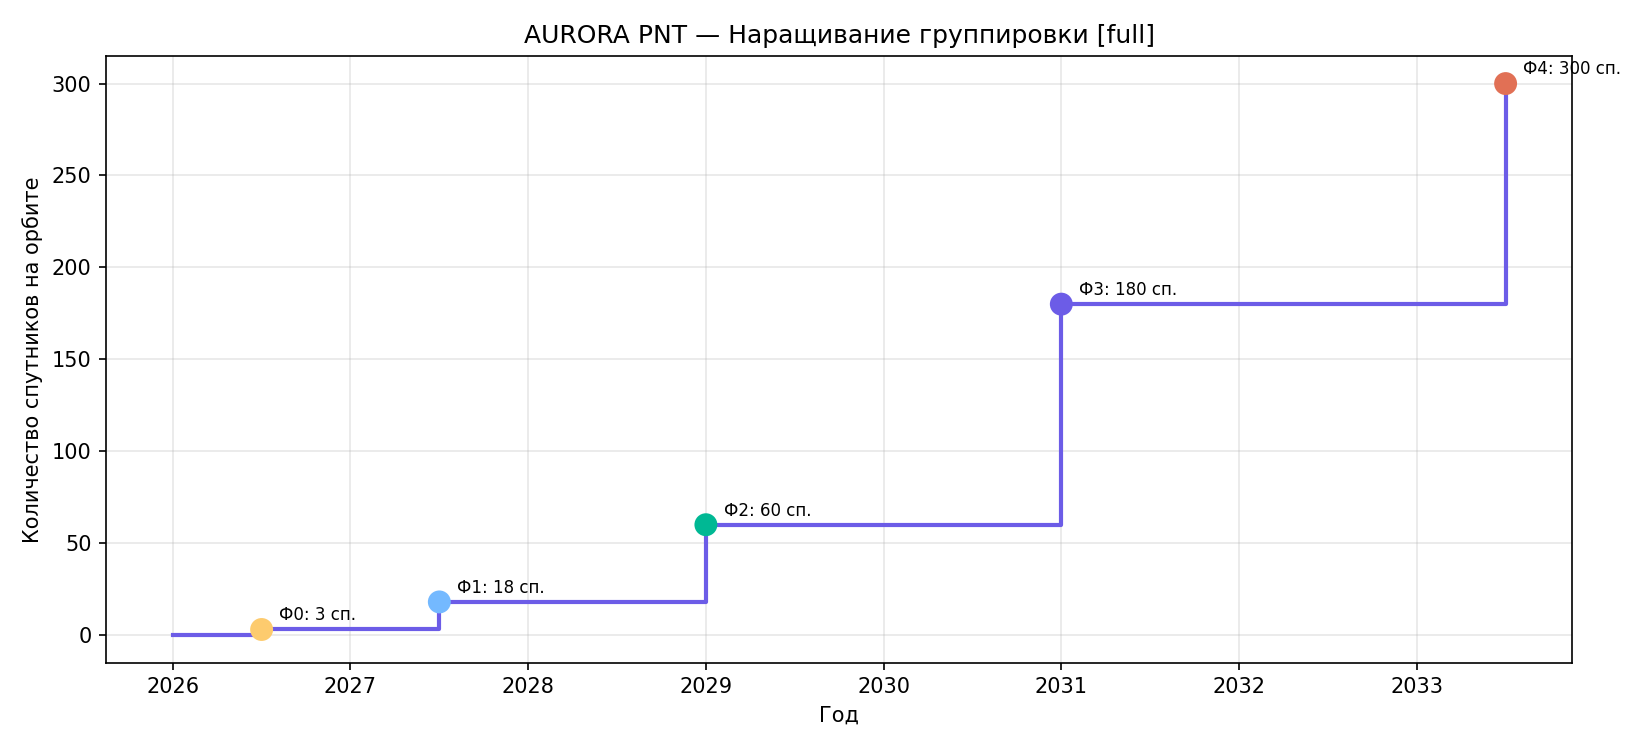 AURORA PNT — Наращивание группировки [full]
Количество спутников на орбите
300
250
200
150
100
50
0
Ф4: 300 сп.
Ф3: 180 сп.
Ф2: 60 сп.
Ф1: 18 сп.
Ф0: 3 сп.
2026 2027 2028 2029 2030 2031 2032 2033
Год